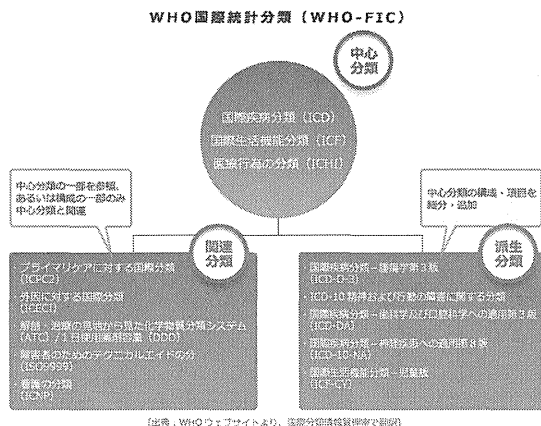 WHO国際統計分類（WHO-FIC）
中心
分類
国際疾病分類（ICD）
国際生活機能分類（ICF）
医療行為の分類（ICHI）
中心分類の一部を参照、
あるいは構成の一部のみ
中心分類と関連
中心分類の構成・項目を
細分・追加
関連
分類
・プライマリケアに対する国際分類
（ICPC2）
・外因に対する国際分類
（ICECI）
・解剖・治療の見地から見た化学物質分類システム
（ATC）/1日使用薬剤容量（DDD）
・障害者のためのテクニカルエイドの分
（ISO9999）
・看護の分類
（ICNP）
派生
分類
・国際疾病分類－腫瘍学第3版
（ICD-O-3）
・ICD-10 精神および行動の障害に関する分類
・国際疾病分類－歯科学及び口腔科学への適用第3版
（ICD-DA）
・国際疾病分類－神経疾患への適用第8版
（ICD-10-NA）
・国際生活機能分類－児童版
（ICF-CY）
[出典：WHOウェブサイトより、国際分類情報管理室で翻訳]